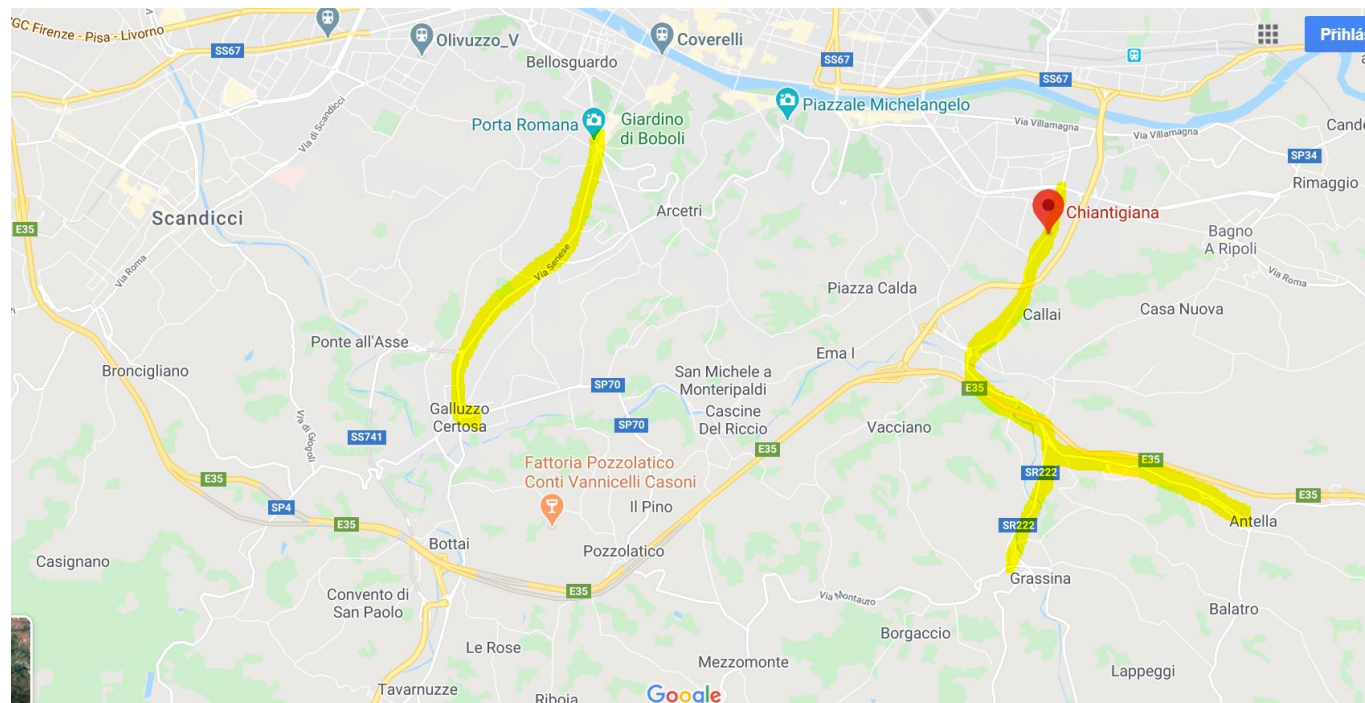 GC Firenze - Pisa - Livorno
SS67
Olivuzzo_V
Coverelli
Bellosguardo
SS67
SS67
Přihlás
Via di Scandicci
Porta Romana
Giardino
di Boboli
Piazzale Michelangelo
Via Villamagna
Via Villamagna
Cande
SP34
Rimaggio
Scandicci
Arcetri
Chiantigiana
E35
Bagno
A Ripoli
Via Roma
Via Senese
Via Roma
Piazza Calda
Casa Nuova
Callai
Ponte all'Asse
Ema I
Broncigliano
San Michele a
Monteripaldi
SP70
E35
Galluzzo
Certosa
Cascine
Del Riccio
SP70
Vacciano
Via di Giogoli
SS741
E35
E35
Fattoria Pozzolatico
Conti Vannicelli Casoni
E35
SR222
E35
SP4
Il Pino
E35
SR222
Antella
Bottai
Pozzolatico
Casignano
Grassina
E35
Convento di
San Paolo
Via Montauto
Balatro
Borgaccio
Le Rose
Mezzomonte
Lappeggi
Tavarnuzze
Riboia
Google